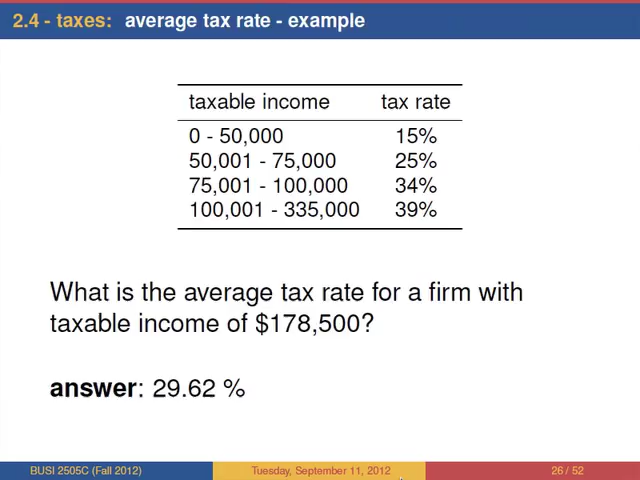 2.4 - taxes: average tax rate - example
taxable income tax rate
0 - 50,000 15%
50,001 - 75,000 25%
75,001 - 100,000 34%
100,001 - 335,000 39%
What is the average tax rate for a firm with
taxable income of $178,500?
answer: 29.62 %
BUSI 2505C (Fall 2012) Tuesday, September 11, 2012 26 / 52